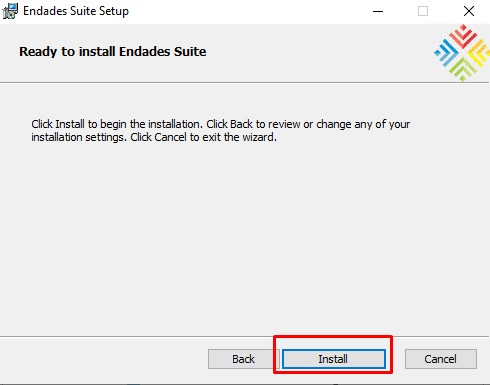 Endades Suite Setup
Ready to install Endades Suite
Click Install to begin the installation. Click Back to review or change any of your
installation settings. Click Cancel to exit the wizard.
Back Install Cancel